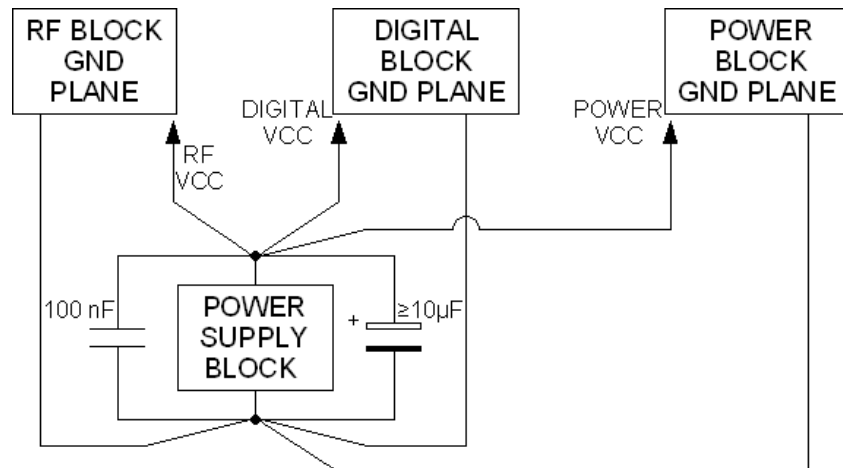 RF BLOCK
GND
PLANE
DIGITAL
BLOCK
GND PLANE
POWER
BLOCK
GND PLANE
RF
VCC
DIGITAL
VCC
POWER
VCC
100 nF
POWER
SUPPLY
BLOCK
+
≥10µF